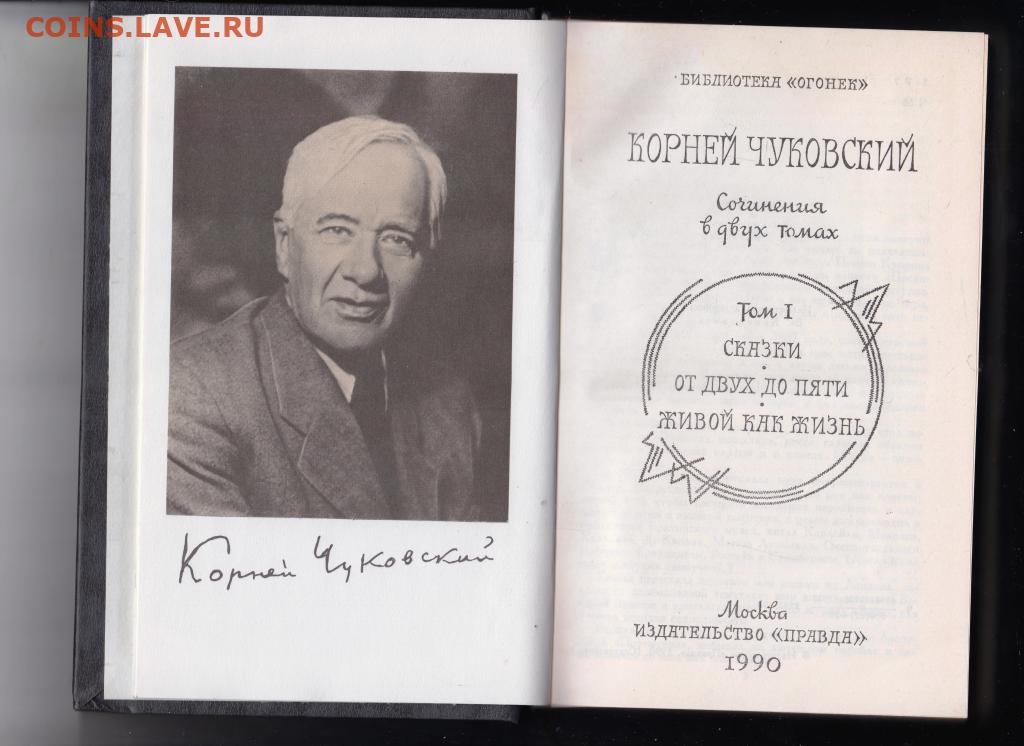 COINS.LAVE.RU
Корней Чуковский
БИБЛИОТЕКА «ОГОНЕК»
КОРНЕЙ ЧУКОВСКИЙ
Сочинения
в двух томах
Том I
СКАЗКИ
ОТ ДВУХ ДО ПЯТИ
ЖИВОЙ КАК ЖИЗНЬ
Москва
ИЗДАТЕЛЬСТВО «ПРАВДА»
1990